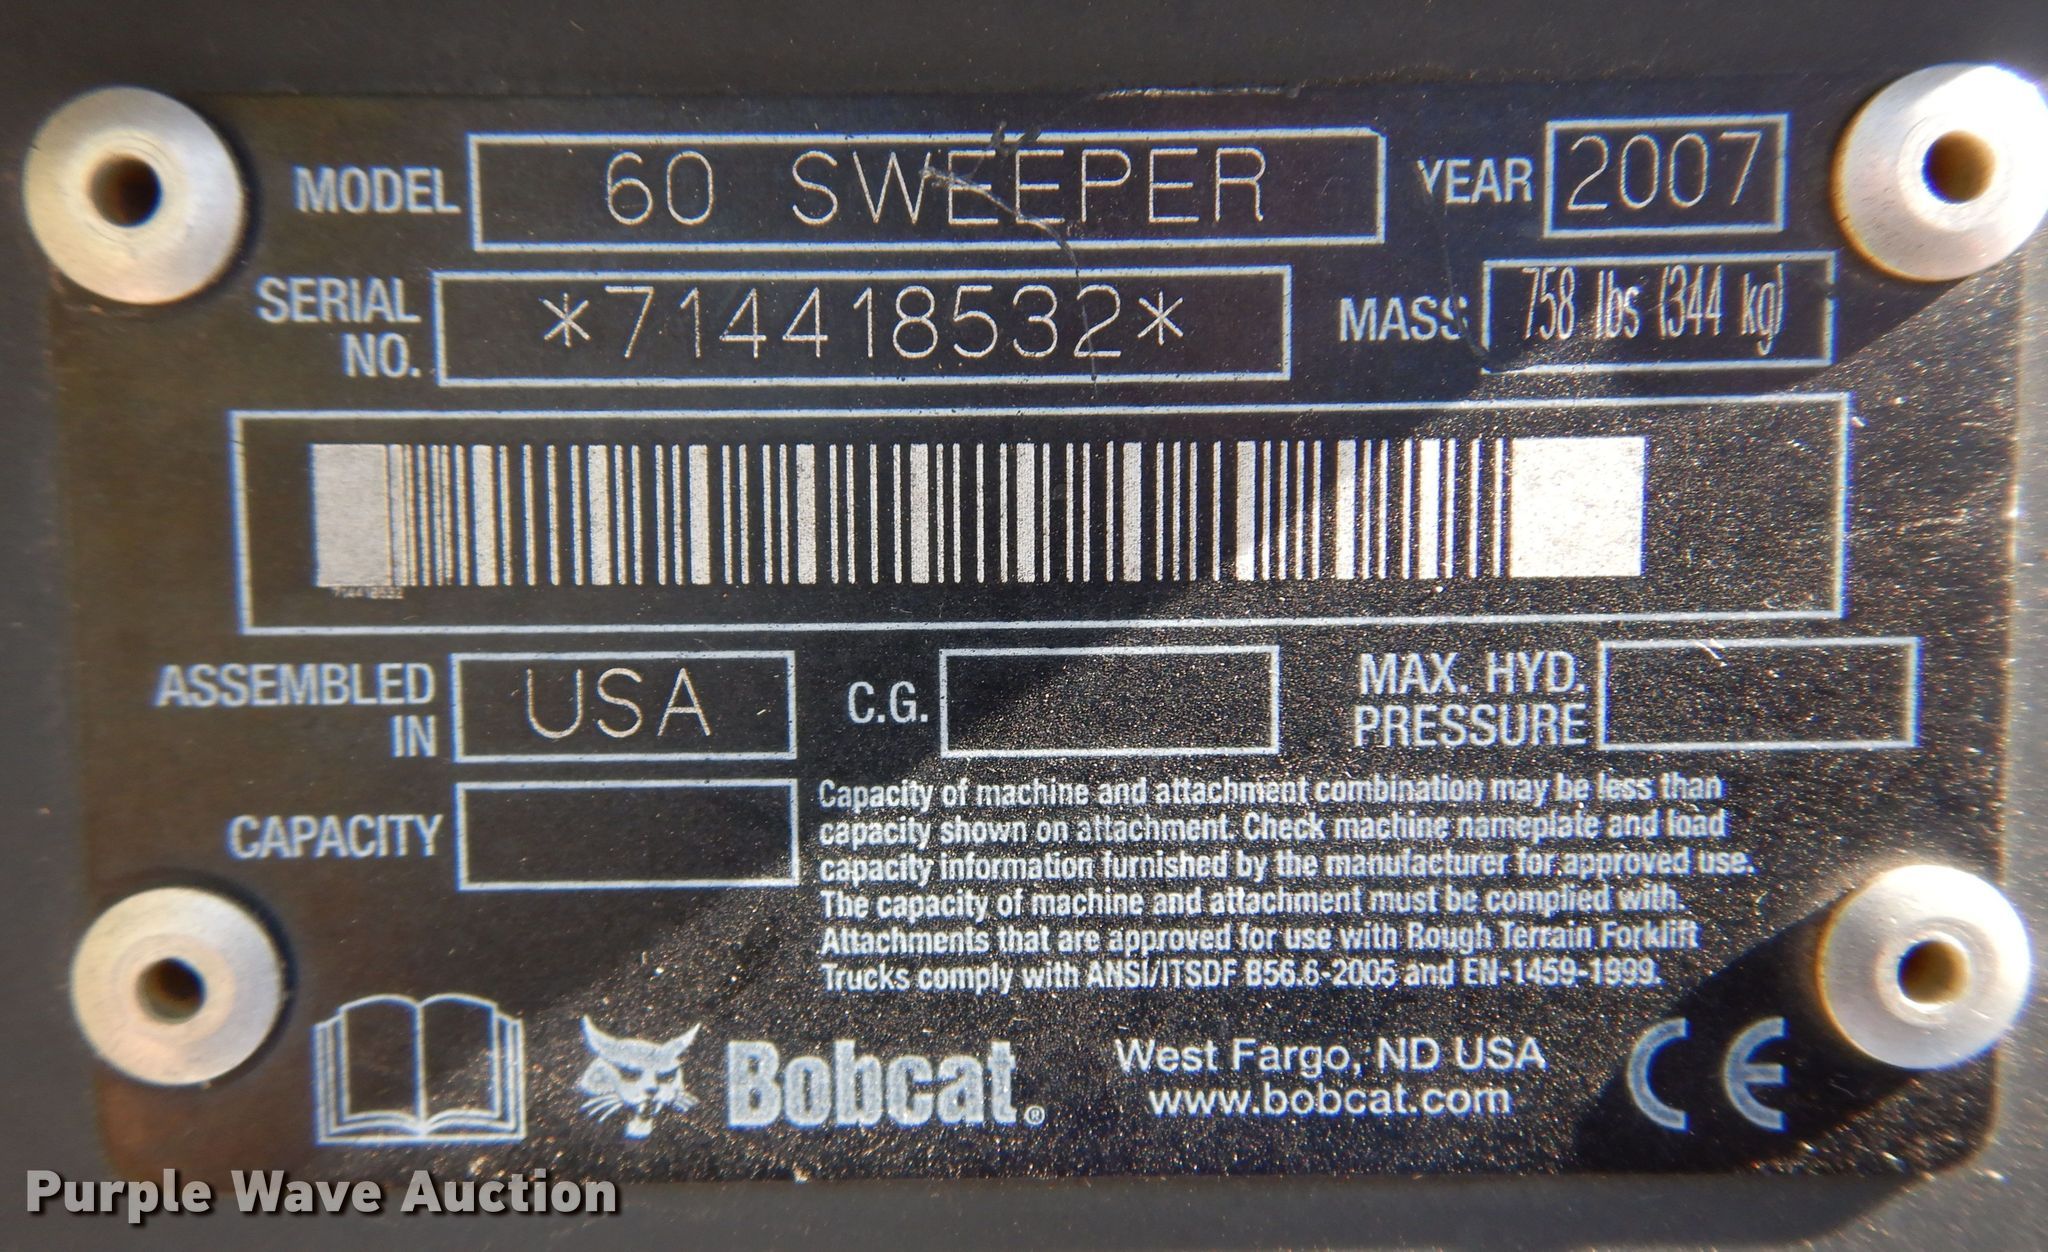 MODEL 60 SWEEPER YEAR 2007
SERIAL NO. *714418532* MASS 758 lbs (344 kg)
714418532
ASSEMBLED IN USA C.G. MAX. HYD. PRESSURE
CAPACITY
Capacity of machine and attachment combination may be less than
capacity shown on attachment. Check machine nameplate and load
capacity information furnished by the manufacturer for approved use.
The capacity of machine and attachment must be complied with.
Attachments that are approved for use with Rough Terrain Forklift
Trucks comply with ANSI/ITSDF B56.6-2005 and EN-1459-1999.
Bobcat®
West Fargo, ND USA
www.bobcat.com
CE
Purple Wave Auction